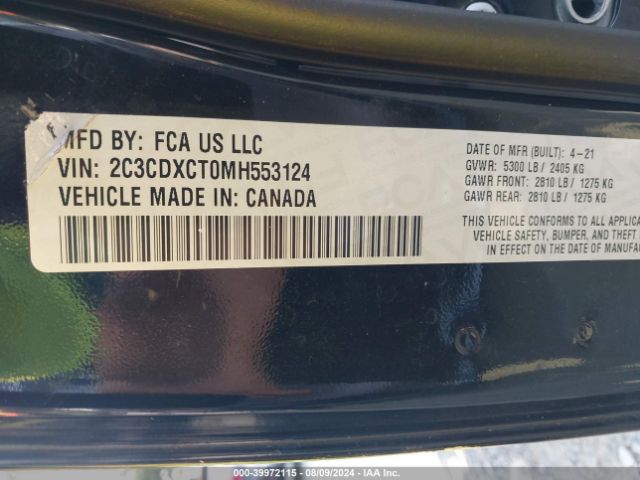 MFD BY: FCA US LLC
VIN: 2C3CDXCT0MH553124
VEHICLE MADE IN: CANADA
DATE OF MFR (BUILT): 4-21
GVWR: 5300 LB / 2405 KG
GAWR FRONT: 2810 LB / 1275 KG
GAWR REAR: 2810 LB / 1275 KG
THIS VEHICLE CONFORMS TO ALL
VEHICLE SAFETY, BUMPER, AND THEFT
IN EFFECT ON THE DATE OF
000-39972115 | 08/09/2024 | IAA Inc.